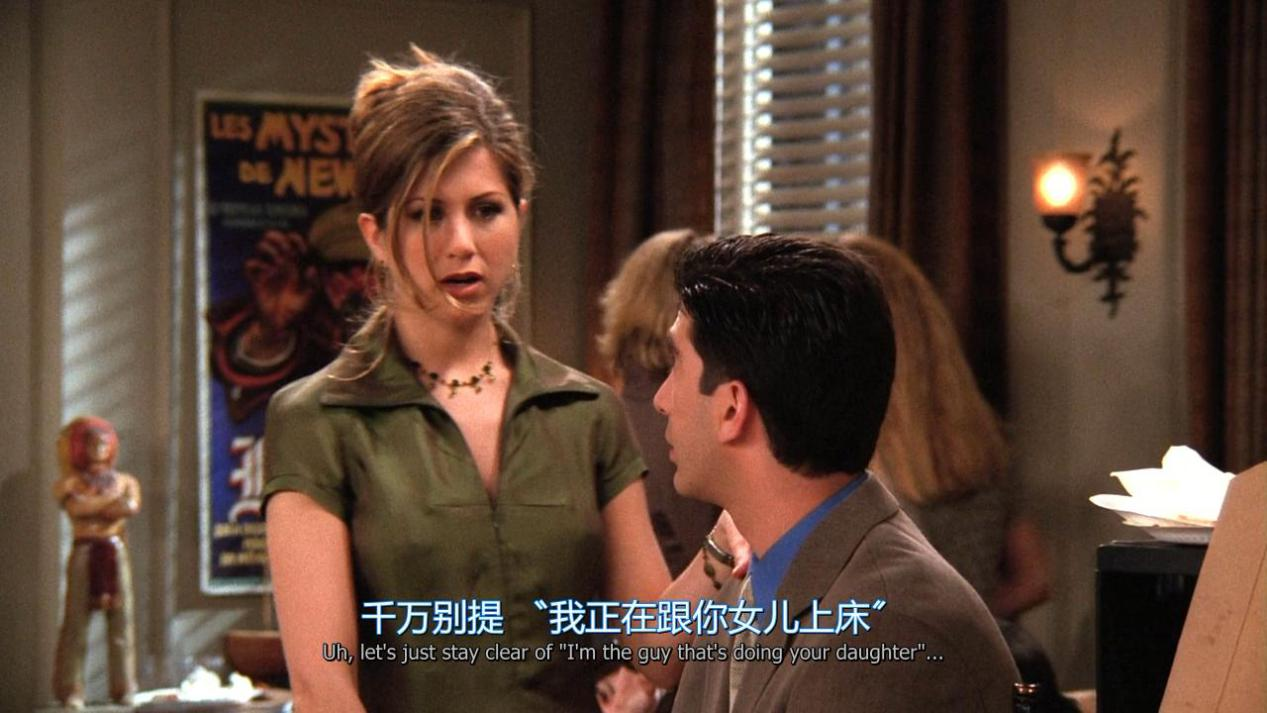 LES MYST
DE NEW
千万别提 〝我正在跟你女儿上床〞
Uh, let's just stay clear of "I'm the guy that's doing your daughter"...